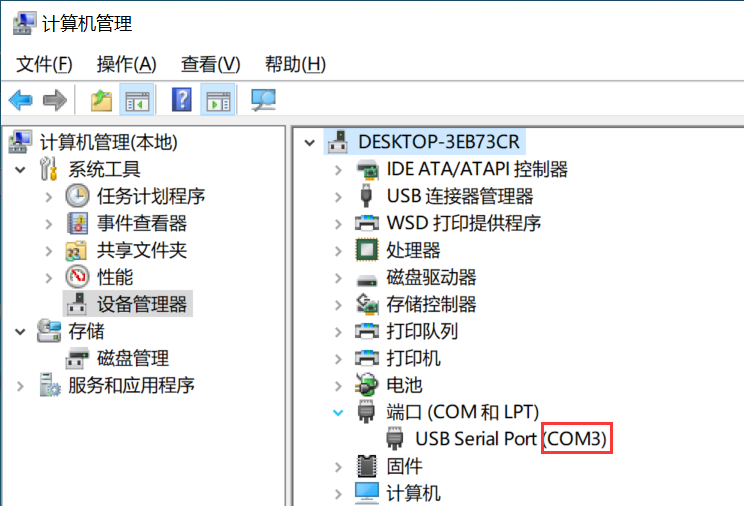 计算机管理
文件(F) 操作(A) 查看(V) 帮助(H)
计算机管理(本地)
系统工具
任务计划程序
事件查看器
共享文件夹
性能
设备管理器
存储
磁盘管理
服务和应用程序
DESKTOP-3EB73CR
IDE ATA/ATAPI 控制器
USB 连接器管理器
WSD 打印提供程序
处理器
磁盘驱动器
存储控制器
打印队列
打印机
电池
端口 (COM 和 LPT)
USB Serial Port (COM3)
固件
计算机